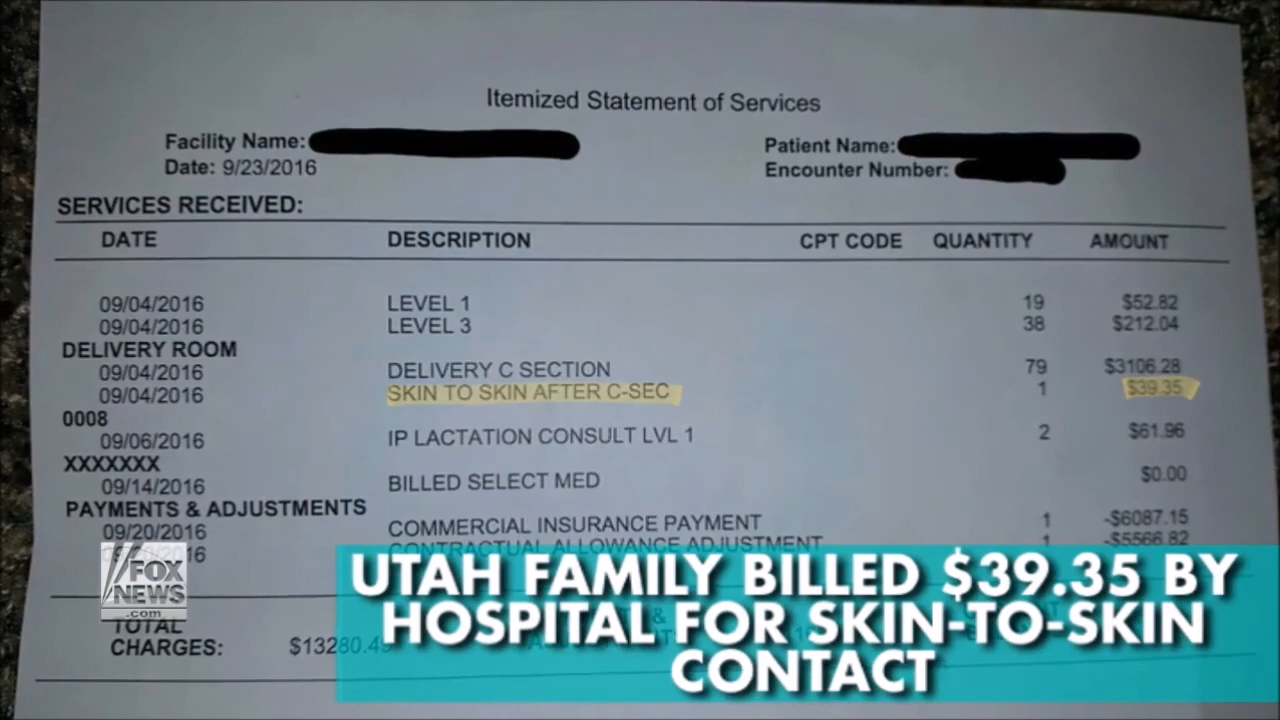 Itemized Statement of Services
Facility Name: Patient Name:
Date: 9/23/2016 Encounter Number:
SERVICES RECEIVED:
DATE DESCRIPTION CPT CODE QUANTITY AMOUNT
09/04/2016 LEVEL 1 19 $52.82
09/04/2016 LEVEL 3 38 $212.04
DELIVERY ROOM
09/04/2016 DELIVERY C SECTION 79 $3106.28
09/04/2016 SKIN TO SKIN AFTER C-SEC 1 $39.35
0008
09/06/2016 IP LACTATION CONSULT LVL 1 2 $61.96
XXXXXXX
09/14/2016 BILLED SELECT MED $0.00
PAYMENTS & ADJUSTMENTS
09/20/2016 COMMERCIAL INSURANCE PAYMENT 1 -$6087.15
CONTRACTUAL ALLOWANCE ADJUSTMENT 1 -$5566.82
FOX
NEWS
.com
TOTAL
CHARGES: $13280.49
UTAH FAMILY BILLED $39.35 BY
HOSPITAL FOR SKIN-TO-SKIN
CONTACT